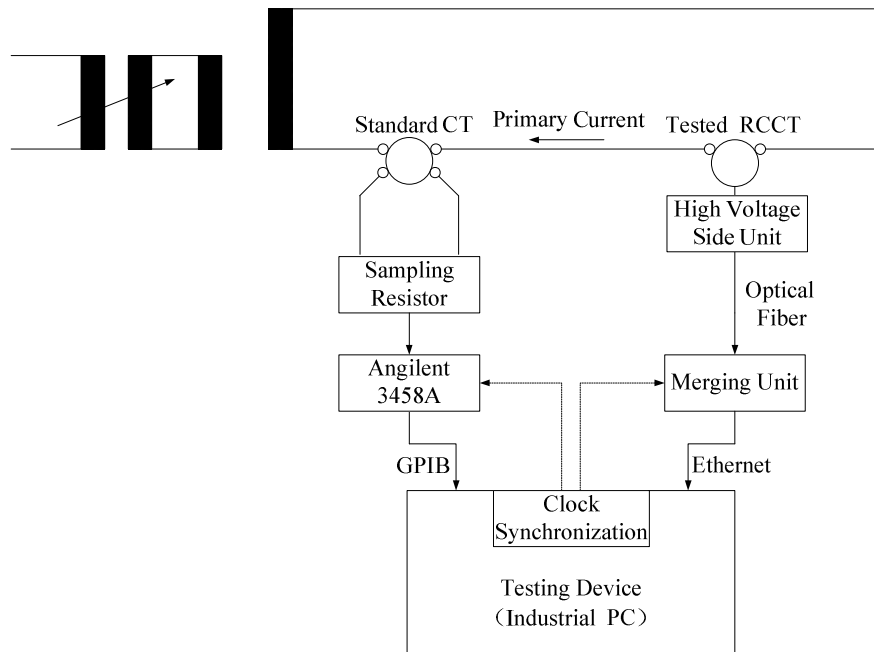 Standard CT
Primary Current
Tested RCCT
High Voltage
Side Unit
Sampling
Resistor
Optical
Fiber
Angilent
3458A
Merging Unit
GPIB
Ethernet
Clock
Synchronization
Testing Device
（Industrial PC）